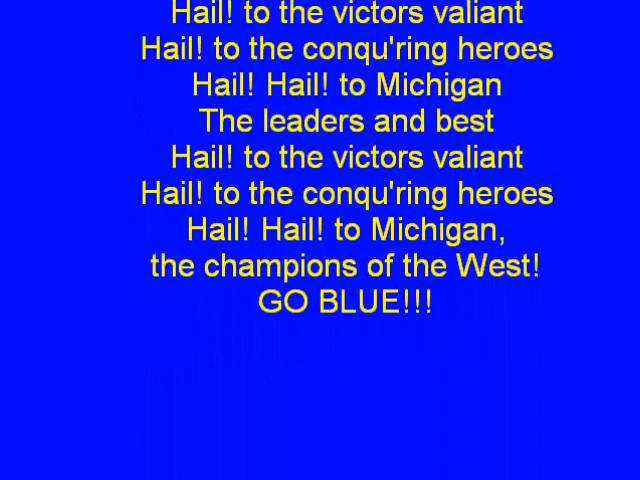 Hail! to the victors valiant
Hail! to the conqu'ring heroes
Hail! Hail! to Michigan
The leaders and best
Hail! to the victors valiant
Hail! to the conqu'ring heroes
Hail! Hail! to Michigan,
the champions of the West!
GO BLUE!!!